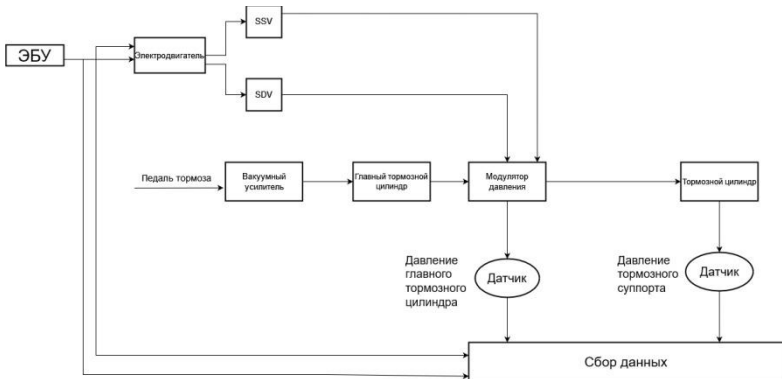 SSV
ЭБУ
Электродвигатель
SDV
Педаль тормоза
Вакуумный
усилитель
Главный тормозной
цилиндр
Модулятор
давления
Тормозной цилиндр
Давление
главного
тормозного
цилиндра
Датчик
Давление
тормозного
суппорта
Датчик
Сбор данных